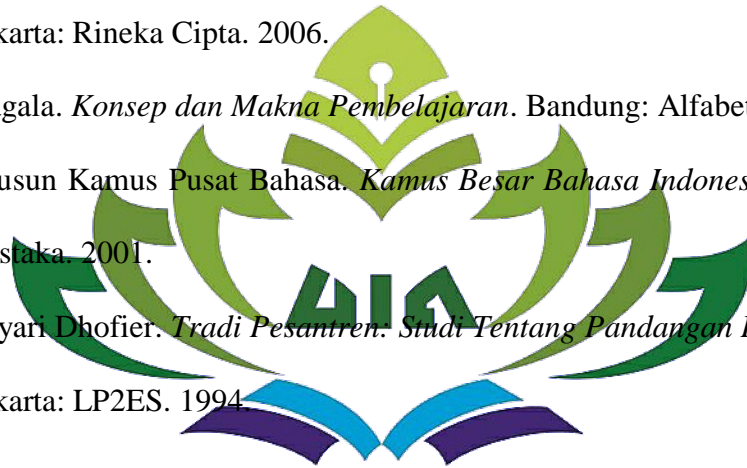 karta: Rineka Cipta. 2006.
gala. Konsep dan Makna Pembelajaran. Bandung: Alfabet
usun Kamus Pusat Bahasa. Kamus Besar Bahasa Indones
staka. 2001.
UIN
yari Dhofier. Tradi Pesantren: Studi Tentang Pandangan
karta: LP2ES. 1994.